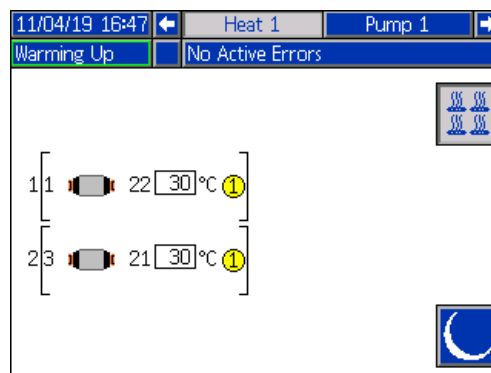 11/04/19 16:47 Heat 1 Pump 1
Warming Up No Active Errors
1 1 22 30 °C 1
2 3 21 30 °C 1